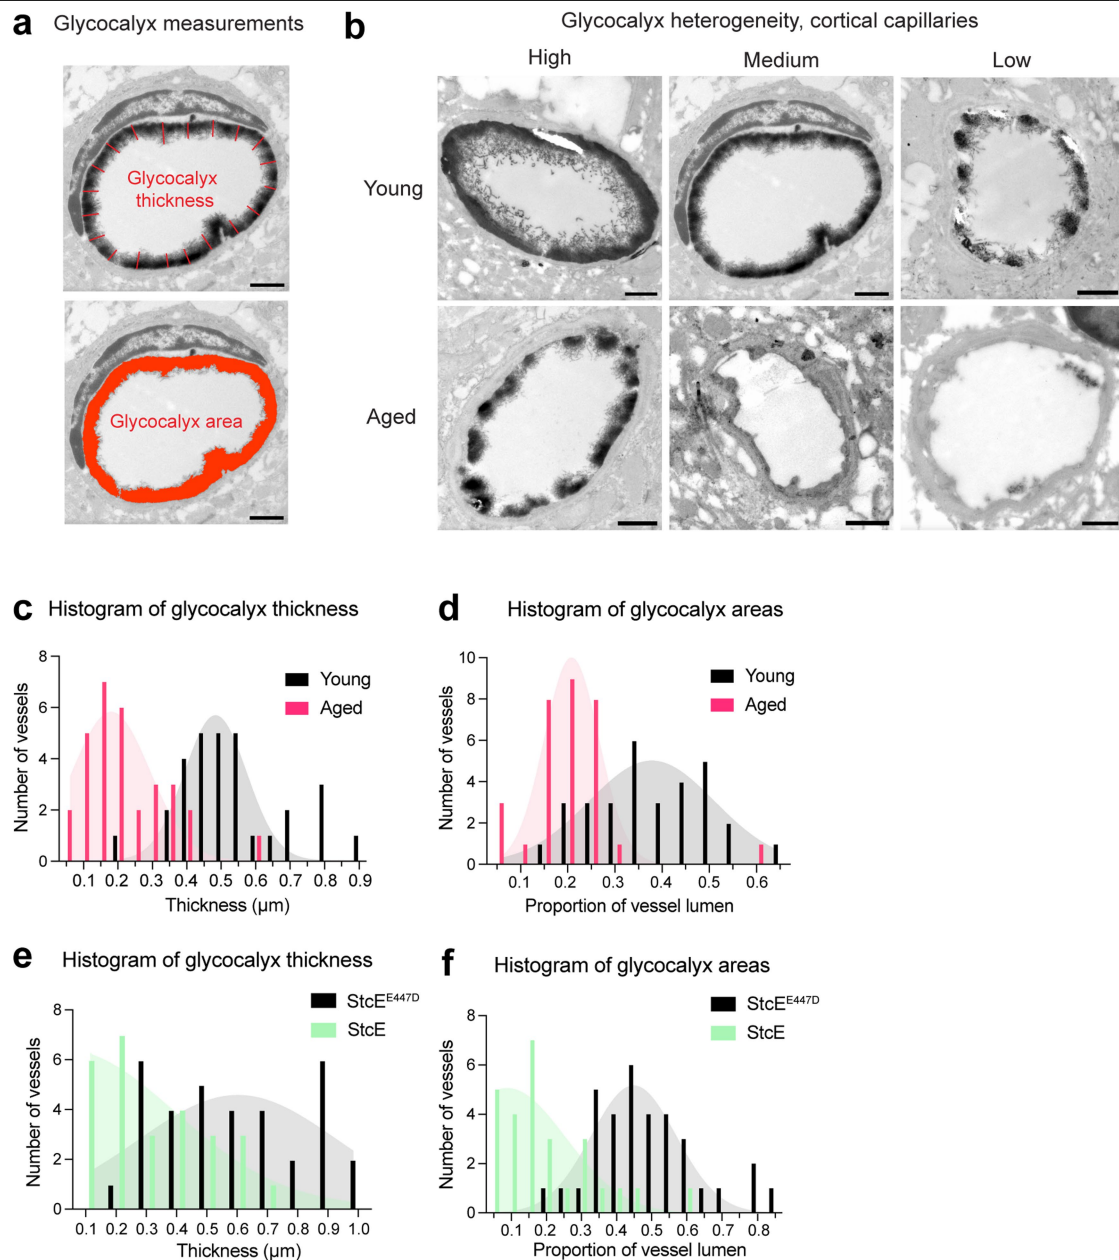 a Glycocalyx measurements
Glycocalyx
thickness
Glycocalyx area
b Glycocalyx heterogeneity, cortical capillaries
High Medium Low
Young
Aged
c Histogram of glycocalyx thickness
Number of vessels
8
6
4
2
0
Young
Aged
0.1 0.2 0.3 0.4 0.5 0.6 0.7 0.8 0.9
Thickness (µm)
d Histogram of glycocalyx areas
Number of vessels
10
8
6
4
2
0
Young
Aged
0.1 0.2 0.3 0.4 0.5 0.6
Proportion of vessel lumen
e Histogram of glycocalyx thickness
Number of vessels
8
6
4
2
0
StcE^E447D
StcE
0.1 0.2 0.3 0.4 0.5 0.6 0.7 0.8 0.9 1.0
Thickness (µm)
f Histogram of glycocalyx areas
Number of vessels
8
6
4
2
0
StcE^E447D
StcE
0.1 0.2 0.3 0.4 0.5 0.6 0.7 0.8
Proportion of vessel lumen